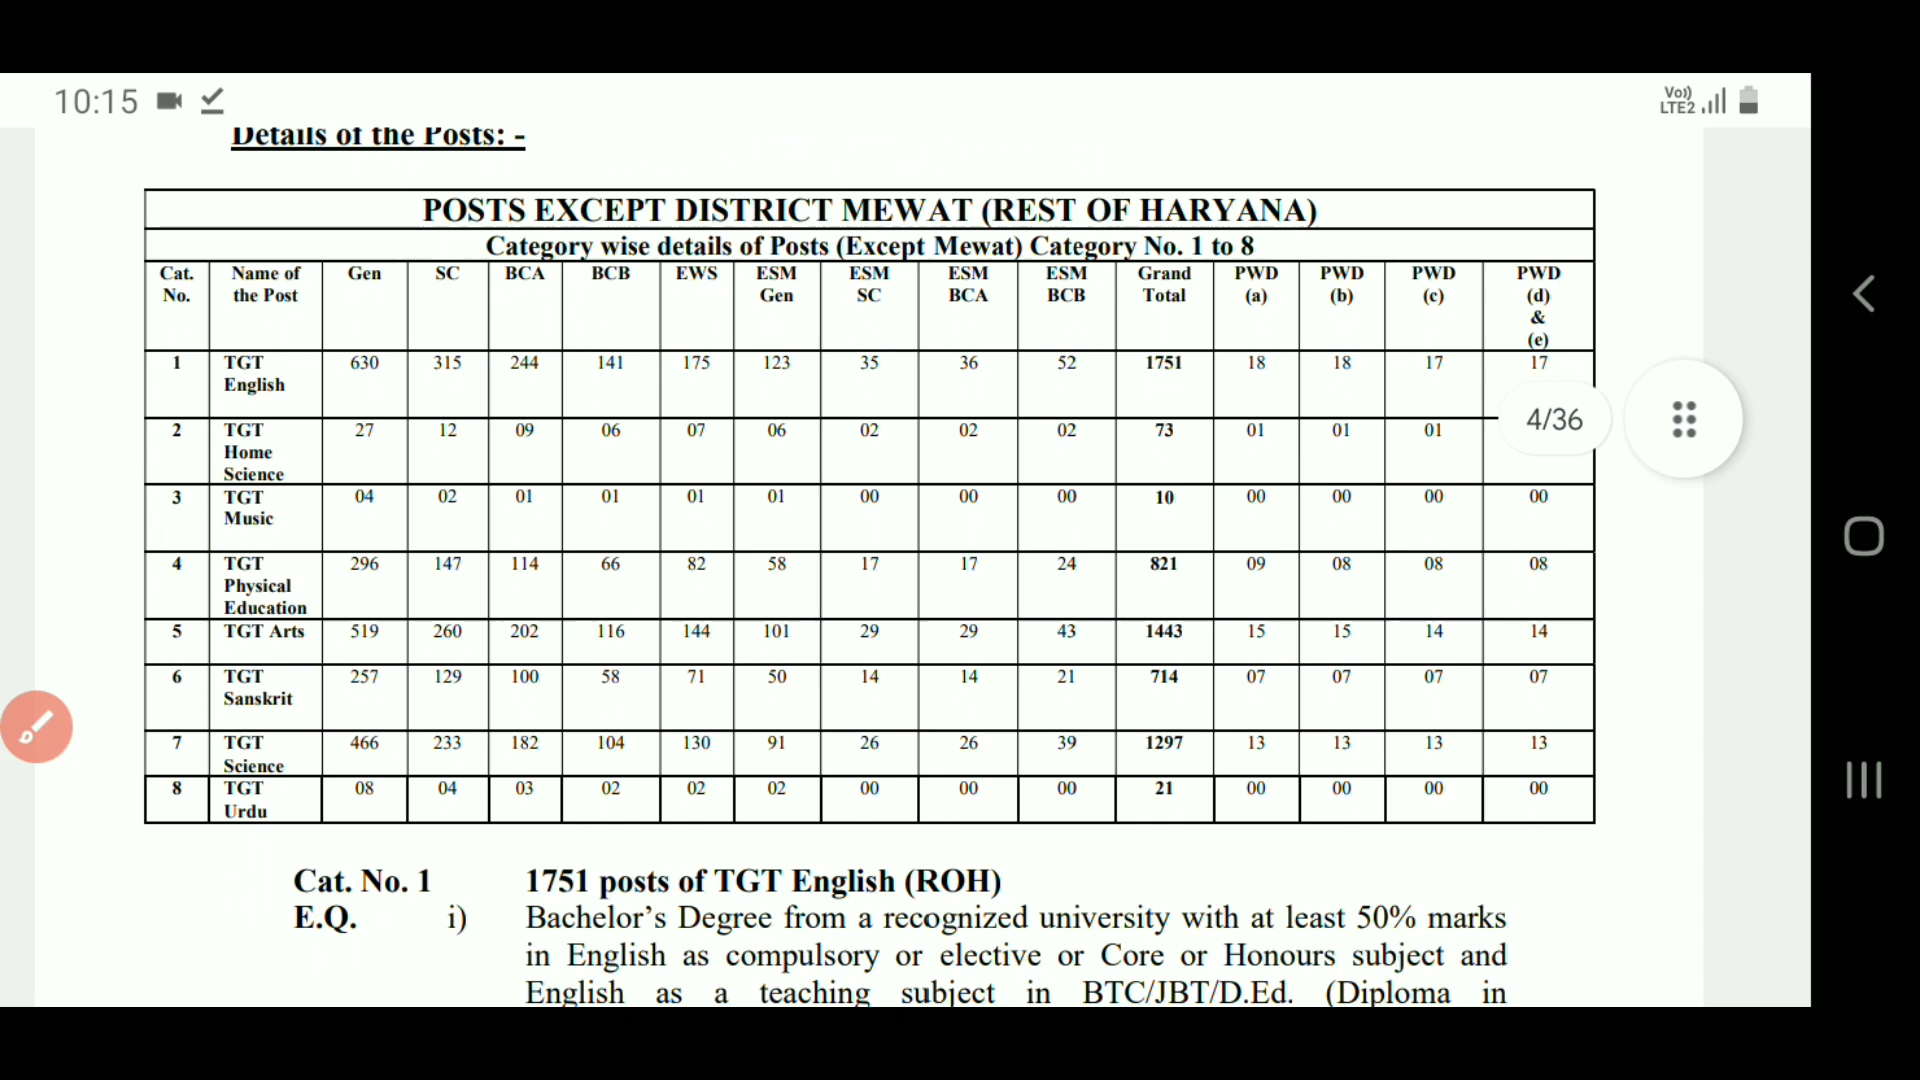 10:15
Vo)) LTE2
Details of the Posts: -
POSTS EXCEPT DISTRICT MEWAT (REST OF HARYANA)
Category wise details of Posts (Except Mewat) Category No. 1 to 8
Cat. No. Name of the Post Gen SC BCA BCB EWS ESM Gen ESM SC ESM BCA ESM BCB Grand Total PWD (a) PWD (b) PWD (c) PWD (d) & (e)
1 TGT English 630 315 244 141 175 123 35 36 52 1751 18 18 17 17
2 TGT Home Science 27 12 09 06 07 06 02 02 02 73 01 01 01
4/36
3 TGT Music 04 02 01 01 01 01 00 00 00 10 00 00 00 00
4 TGT Physical Education 296 147 114 66 82 58 17 17 24 821 09 08 08 08
5 TGT Arts 519 260 202 116 144 101 29 29 43 1443 15 15 14 14
6 TGT Sanskrit 257 129 100 58 71 50 14 14 21 714 07 07 07 07
7 TGT Science 466 233 182 104 130 91 26 26 39 1297 13 13 13 13
8 TGT Urdu 08 04 03 02 02 02 00 00 00 21 00 00 00 00
Cat. No. 1 1751 posts of TGT English (ROH)
E.Q. i) Bachelor’s Degree from a recognized university with at least 50% marks
in English as compulsory or elective or Core or Honours subject and
English as a teaching subject in BTC/JBT/D.Ed. (Diploma in